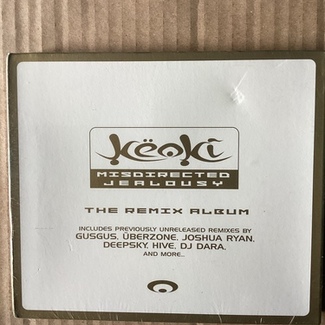 Këokî
MISDIRECTED
JEALOUSY
THE REMIX ALBUM
INCLUDES PREVIOUSLY UNRELEASED REMIXES BY
GUSGUS, ÜBERZONE, JOSHUA RYAN,
DEEPSKY, HIVE, DJ DARA,
AND MORE..